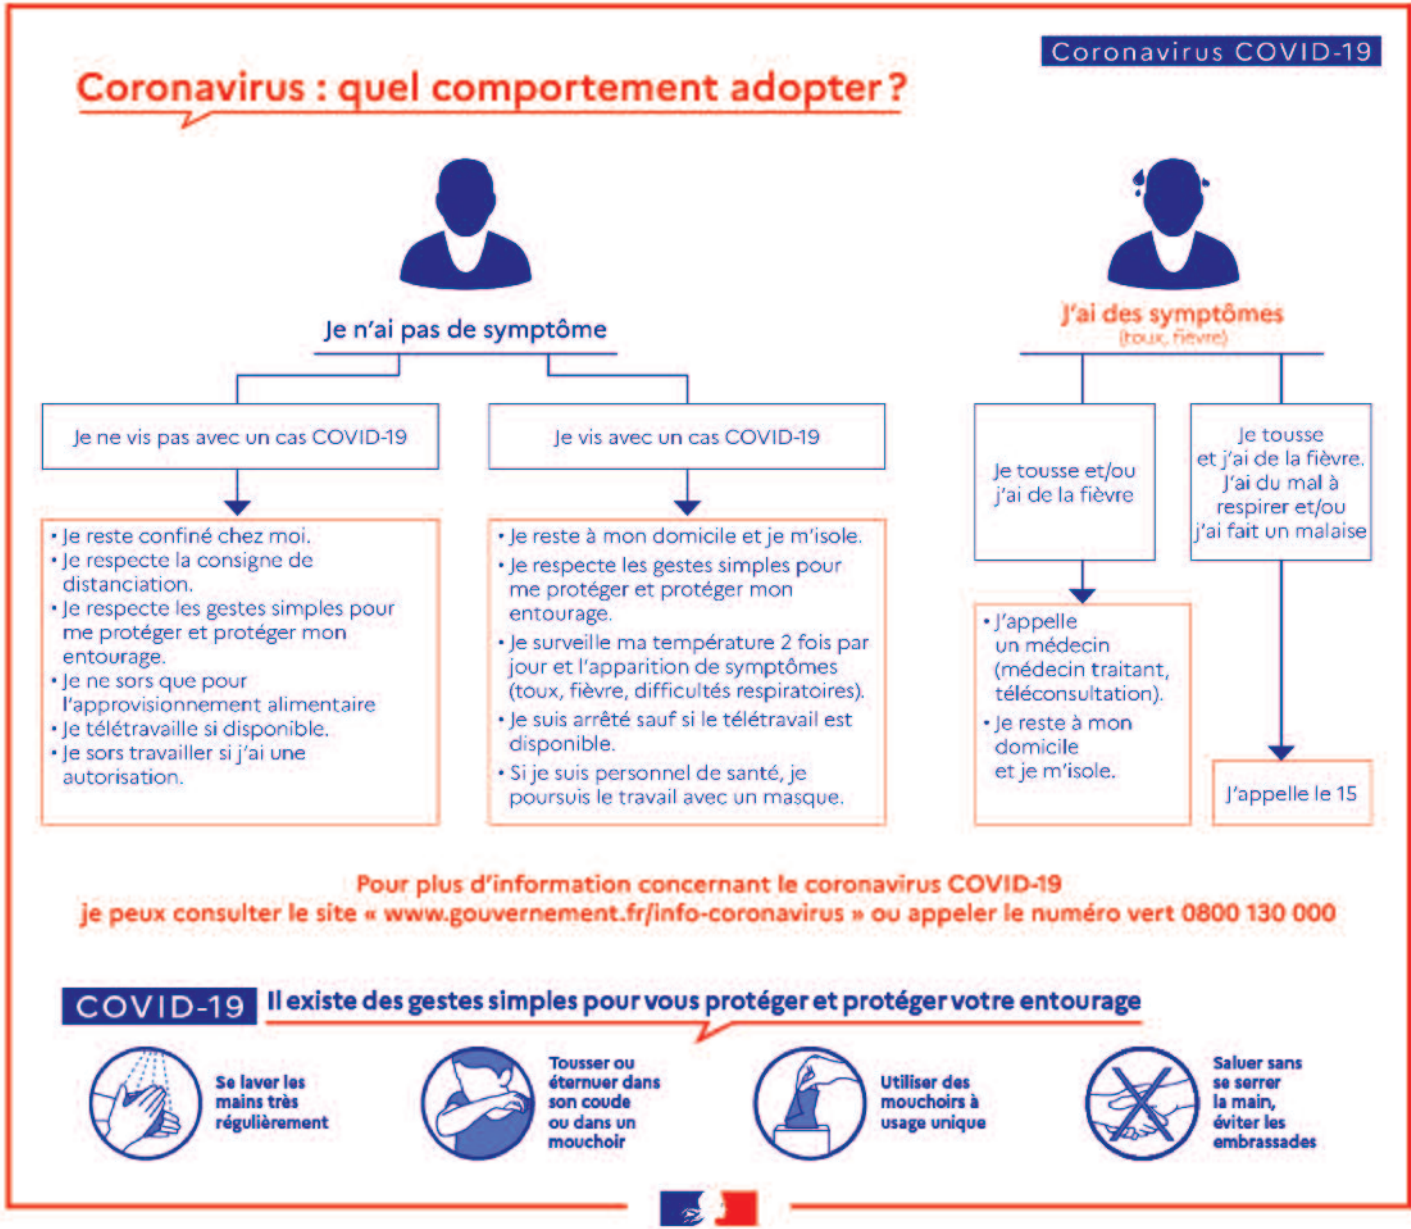 Coronavirus COVID-19
Coronavirus : quel comportement adopter ?
Je n'ai pas de symptôme
J'ai des symptômes
(toux, fièvre)
Je ne vis pas avec un cas COVID-19
Je vis avec un cas COVID-19
Je tousse et/ou
j'ai de la fièvre
Je tousse
et j'ai de la fièvre.
J'ai du mal à
respirer et/ou
j'ai fait un malaise
• Je reste confiné chez moi.
• Je respecte la consigne de
distanciation.
• Je respecte les gestes simples pour
me protéger et protéger mon
entourage.
• Je ne sors que pour
l'approvisionnement alimentaire
• Je télétravaille si disponible.
• Je sors travailler si j'ai une
autorisation.
• Je reste à mon domicile et je m'isole.
• Je respecte les gestes simples pour
me protéger et protéger mon
entourage.
• Je surveille ma température 2 fois par
jour et l'apparition de symptômes
(toux, fièvre, difficultés respiratoires).
• Je suis arrêté sauf si le télétravail est
disponible.
• Si je suis personnel de santé, je
poursuis le travail avec un masque.
• J'appelle
un médecin
(médecin traitant,
téléconsultation).
• Je reste à mon
domicile
et je m'isole.
J'appelle le 15
Pour plus d'information concernant le coronavirus COVID-19
je peux consulter le site « www.gouvernement.fr/info-coronavirus » ou appeler le numéro vert 0800 130 000
COVID-19 Il existe des gestes simples pour vous protéger et protéger votre entourage
Se laver les
mains très
régulièrement
Tousser ou
éternuer dans
son coude
ou dans un
mouchoir
Utiliser des
mouchoirs à
usage unique
Saluer sans
se serrer
la main,
éviter les
embrassades